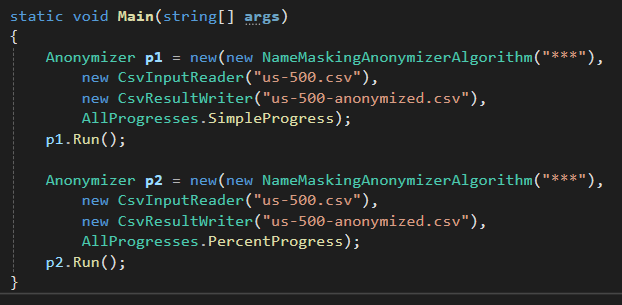 static void Main(string[] args)
{
    Anonymizer p1 = new(new NameMaskingAnonymizerAlgorithm("***"),
        new CsvInputReader("us-500.csv"),
        new CsvResultWriter("us-500-anonymized.csv"),
        AllProgresses.SimpleProgress);
    p1.Run();

    Anonymizer p2 = new(new NameMaskingAnonymizerAlgorithm("***"),
        new CsvInputReader("us-500.csv"),
        new CsvResultWriter("us-500-anonymized.csv"),
        AllProgresses.PercentProgress);
    p2.Run();
}